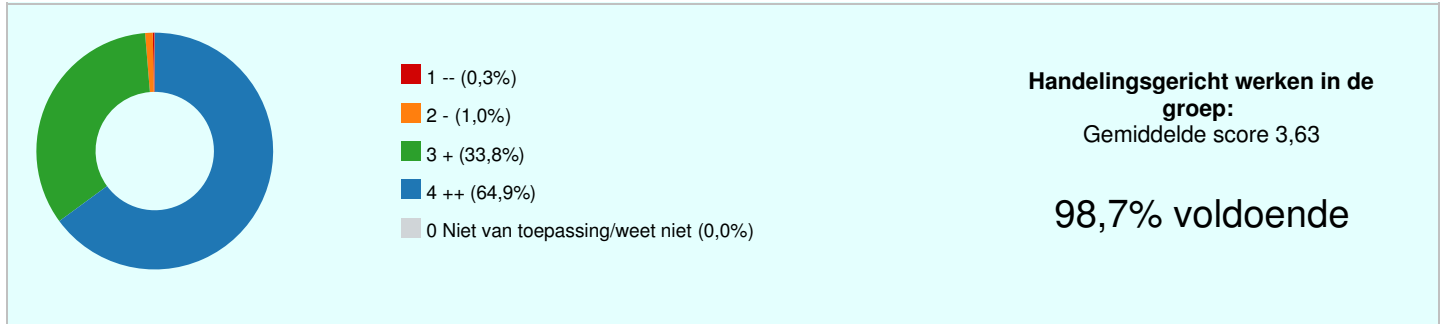 1 -- (0,3%)
2 - (1,0%)
3 + (33,8%)
4 ++ (64,9%)
0 Niet van toepassing/weet niet (0,0%)
Handelingsgericht werken in de
groep:
Gemiddelde score 3,63
98,7% voldoende